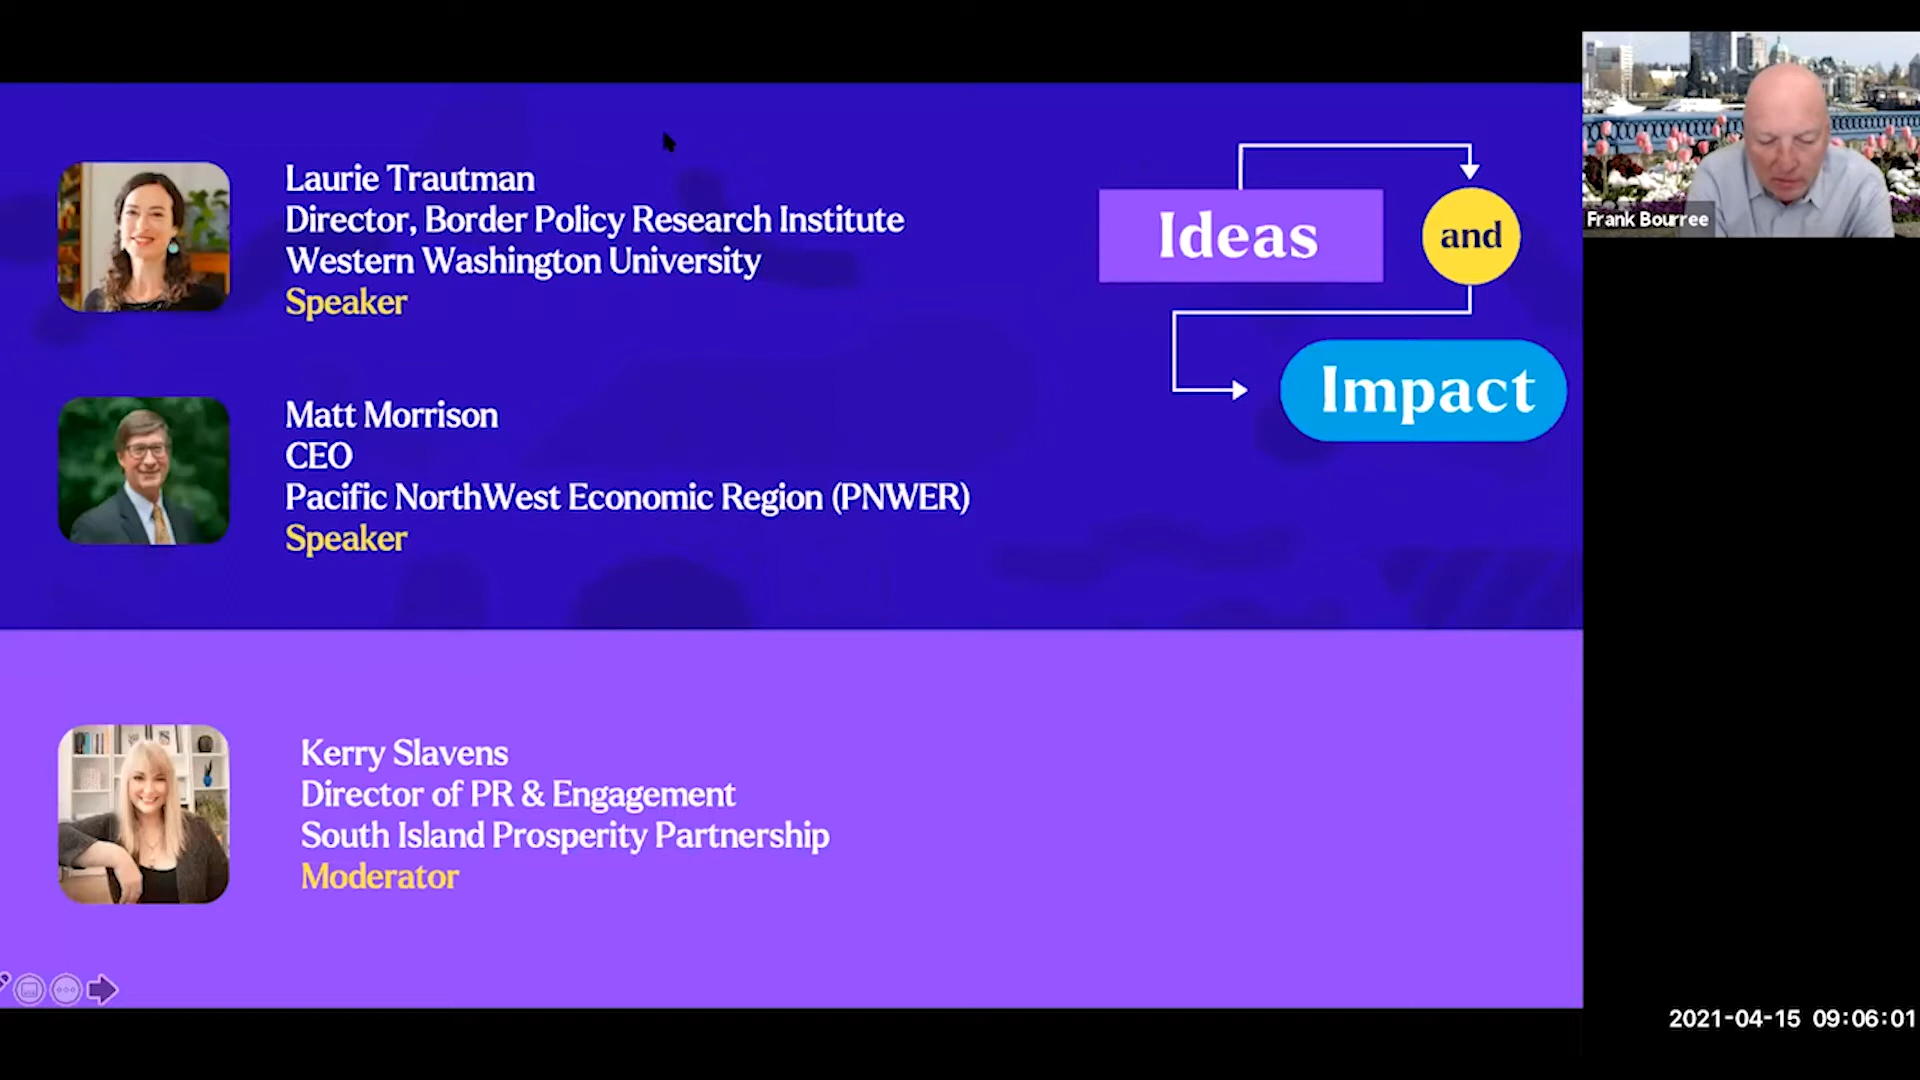 Laurie Trautman
Director, Border Policy Research Institute
Western Washington University
Speaker
Matt Morrison
CEO
Pacific NorthWest Economic Region (PNWER)
Speaker
Ideas
and
Impact
Kerry Slavens
Director of PR & Engagement
South Island Prosperity Partnership
Moderator
Frank Bourree
2021-04-15 09:06:01